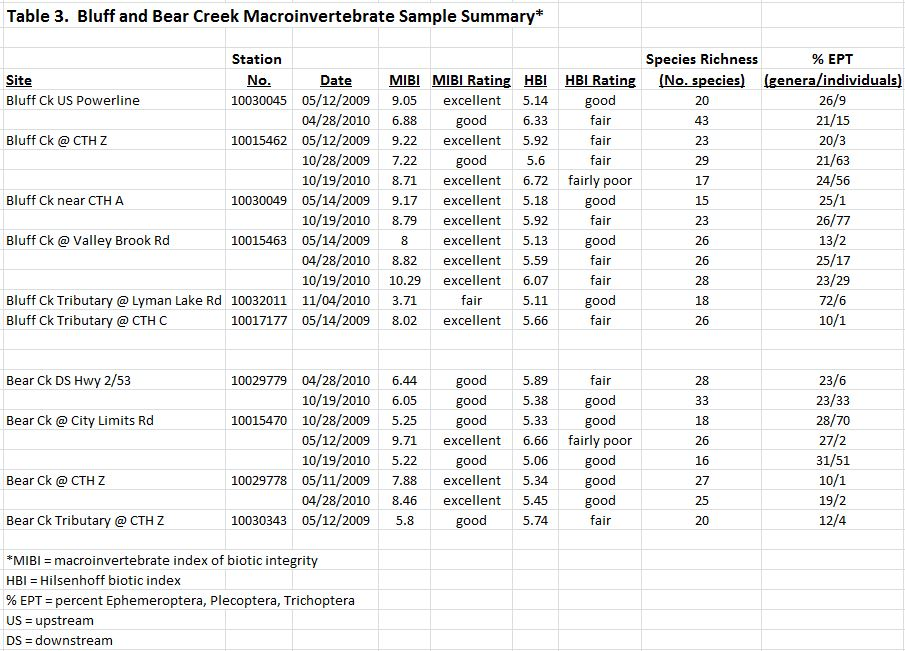 Table 3.  Bluff and Bear Creek Macroinvertebrate Sample Summary*
Station Species Richness % EPT
Site No. Date MIBI MIBI Rating HBI HBI Rating (No. species) (genera/individuals)
Bluff Ck US Powerline 10030045 05/12/2009 9.05 excellent 5.14 good 20 26/9
04/28/2010 6.88 good 6.33 fair 43 21/15
Bluff Ck @ CTH Z 10015462 05/12/2009 9.22 excellent 5.92 fair 23 20/3
10/28/2009 7.22 good 5.6 fair 29 21/63
10/19/2010 8.71 excellent 6.72 fairly poor 17 24/56
Bluff Ck near CTH A 10030049 05/14/2009 9.17 excellent 5.18 good 15 25/1
10/19/2010 8.79 excellent 5.92 fair 23 26/77
Bluff Ck @ Valley Brook Rd 10015463 05/14/2009 8 excellent 5.13 good 26 13/2
04/28/2010 8.82 excellent 5.59 fair 26 25/17
10/19/2010 10.29 excellent 6.07 fair 28 23/29
Bluff Ck Tributary @ Lyman Lake Rd 10032011 11/04/2010 3.71 fair 5.11 good 18 72/6
Bluff Ck Tributary @ CTH C 10017177 05/14/2009 8.02 excellent 5.66 fair 26 10/1
Bear Ck DS Hwy 2/53 10029779 04/28/2010 6.44 good 5.89 fair 28 23/6
10/19/2010 6.05 good 5.38 good 33 23/33
Bear Ck @ City Limits Rd 10015470 10/28/2009 5.25 good 5.33 good 18 28/70
05/12/2009 9.71 excellent 6.66 fairly poor 26 27/2
10/19/2010 5.22 good 5.06 good 16 31/51
Bear Ck @ CTH Z 10029778 05/11/2009 7.88 excellent 5.34 good 27 10/1
04/28/2010 8.46 excellent 5.45 good 25 19/2
Bear Ck Tributary @ CTH Z 10030343 05/12/2009 5.8 good 5.74 fair 20 12/4
*MIBI = macroinvertebrate index of biotic integrity
HBI = Hilsenhoff biotic index
% EPT = percent Ephemeroptera, Plecoptera, Trichoptera
US = upstream
DS = downstream